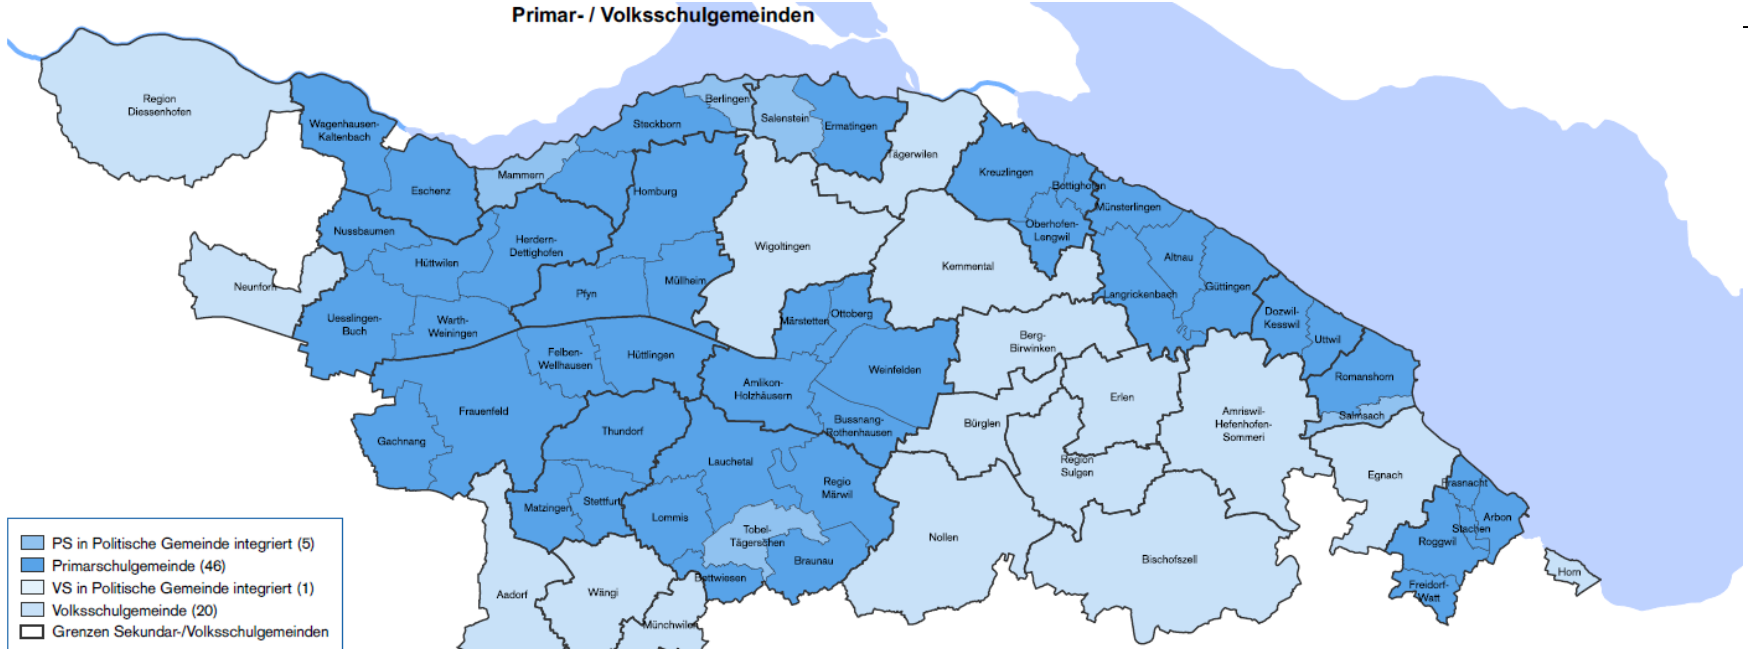 Primar- / Volksschulgemeinden
Region
Diessenhofen
Wagenhausen-
Kaltenbach
Steckborn
Berlingen
Salenstein
Ermatingen
Tägerwilen
Mammern
Eschenz
Homburg
Kreuzlingen
Bottighofen
Münsterlingen
Nussbaumen
Hüttwilen
Herdern-
Dettighofen
Wigoltingen
Oberhofen-
Lengwil
Kemmental
Altnau
Güttingen
Langrickenbach
Neunforn
Pfyn
Müllheim
Uesslingen-
Buch
Warth-
Weiningen
Märstetten
Ottoberg
Dozwil-
Kesswil
Uttwil
Berg-
Birwinken
Felben-
Wellhausen
Hüttlingen
Weinfelden
Romanshorn
Amlikon-
Holzhäusern
Erlen
Frauenfeld
Bussnang-
Rothenhausen
Bürglen
Amriswil-
Hefenhofen-
Sommeri
Salmsach
Gachnang
Thundorf
Lauchetal
Region
Sulgen
Egnach
Regio
Märwil
Frasnacht
Matzingen
Stettfurt
Lommis
Arbon
Stachen
Roggwil
Tobel-
Tägerschen
Nollen
Braunau
Bischofszell
Horn
Bettwiesen
Freidorf-
Watt
Aadorf
Wängi
Münchwilen
PS in Politische Gemeinde integriert (5)
Primarschulgemeinde (46)
VS in Politische Gemeinde integriert (1)
Volksschulgemeinde (20)
Grenzen Sekundar-/Volksschulgemeinden